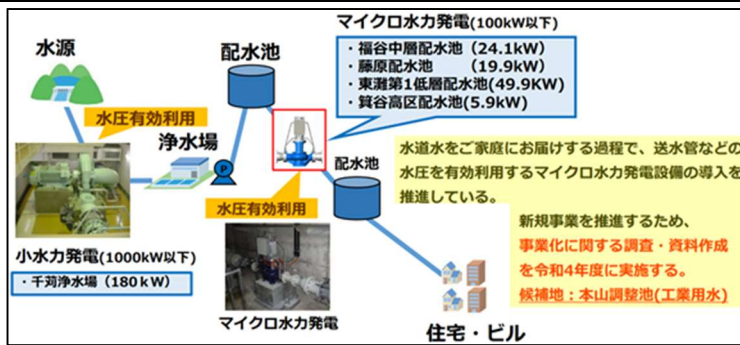 マイクロ水力発電(100kW以下)
・福谷中層配水池（24.1kW）
・藤原配水池　（19.9kW）
・東灘第1低層配水池(49.9KW)
・箕谷高区配水池(5.9kW)
水源
配水池
水圧有効利用
浄水場
P
配水池
水圧有効利用
水道水をご家庭にお届けする過程で、送水管などの
水圧を有効利用するマイクロ水力発電設備の導入を
推進している。
新規事業を推進するため、
事業化に関する調査・資料作成
を令和4年度に実施する。
候補地：本山調整池(工業用水)
小水力発電(1000kW以下)
・千苅浄水場（180ｋW）
マイクロ水力発電
住宅・ビル